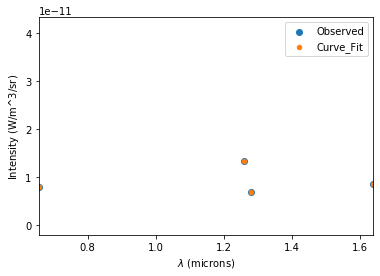 1e−11
Observed
Curve_Fit
4
3
2
1
0
Intensity (W/m^3/sr)
0.8 1.0 1.2 1.4 1.6
λ (microns)